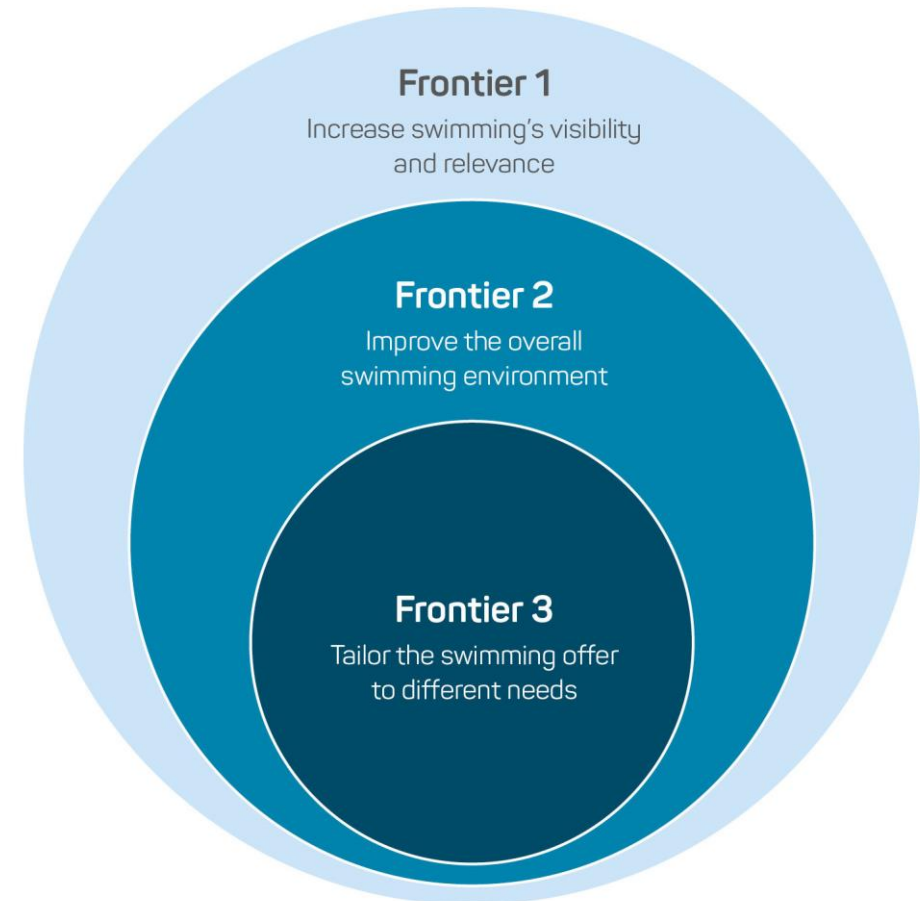 Frontier 1
Increase swimming's visibility
and relevance
Frontier 2
Improve the overall
swimming environment
Frontier 3
Tailor the swimming offer
to different needs